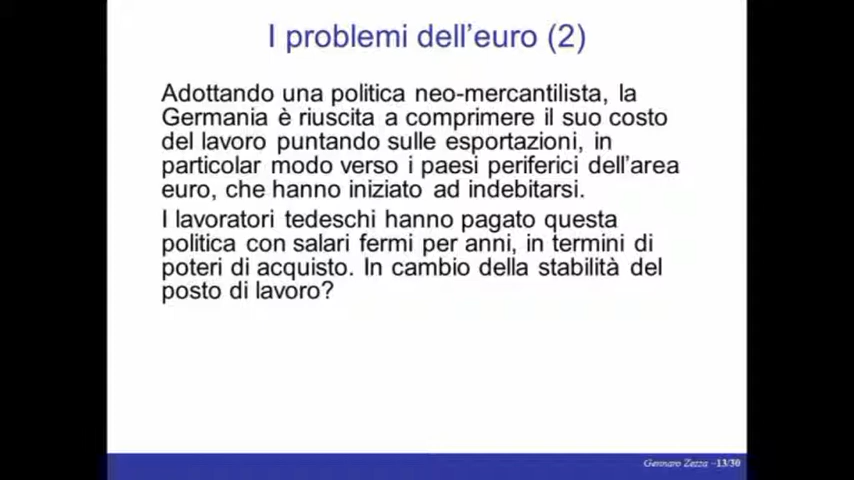 I problemi dell'euro (2)
Adottando una politica neo-mercantilista, la
Germania è riuscita a comprimere il suo costo
del lavoro puntando sulle esportazioni, in
particolar modo verso i paesi periferici dell'area
euro, che hanno iniziato ad indebitarsi.
I lavoratori tedeschi hanno pagato questa
politica con salari fermi per anni, in termini di
poteri di acquisto. In cambio della stabilità del
posto di lavoro?
Gennaro Zezza –13/30